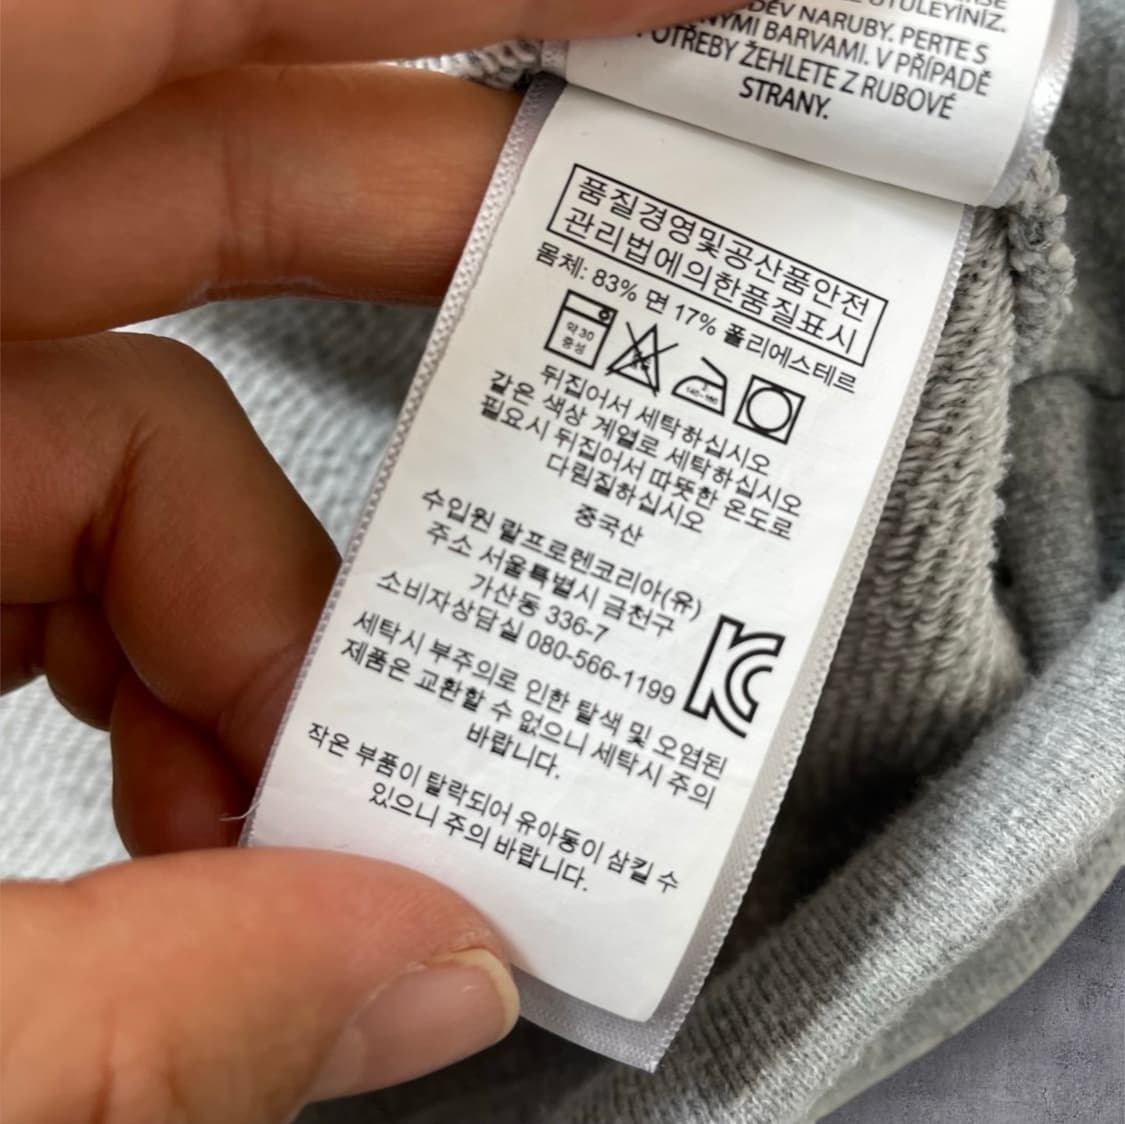 UTÜLEYİNİZ.
NARUBY. PERTE S
BARVAMI. V PŘÍPADĚ
ŽEHLETE Z RUBOVÉ
STRANY.
품질경영및공산품안전
관리법에의한품질표시
몸체: 83% 면 17% 폴리에스테르
약 30
중성
140~160
뒤집어서 세탁하십시오
같은 색상 계열로 세탁하십시오
필요시 뒤집어서 따뜻한 온도로
다림질하십시오
중국산
수입원 랄프로렌코리아(유)
주소 서울특별시 금천구
가산동 336-7
소비자상담실 080-566-1199
KC
세탁시 부주의로 인한 탈색 및 오염된
제품은 교환할 수 없으니 세탁시 주의
바랍니다.
작은 부품이 탈락되어 유아동이 삼킬 수
있으니 주의 바랍니다.